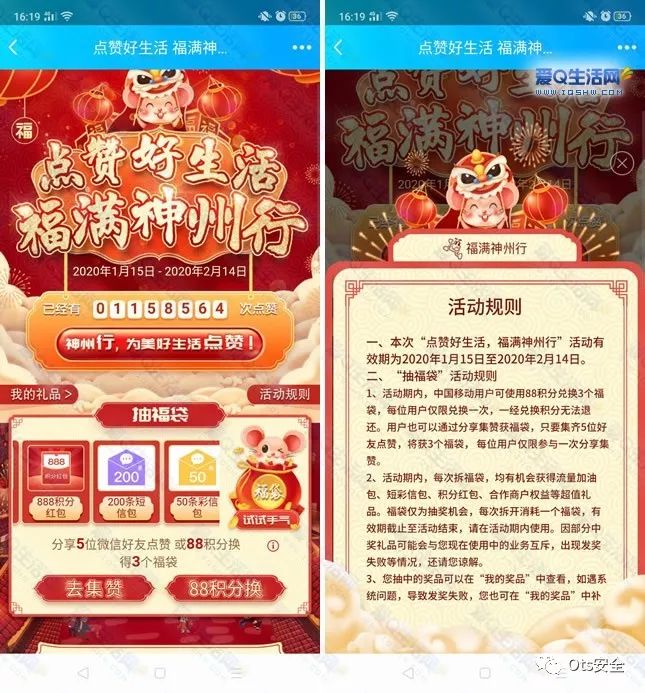 16:19
36
点赞好生活 福满神...
福
点赞好生活
福满神州行
2020年1月15日 - 2020年2月14日
已经有 01158564 次点赞
神州行，为美好生活点赞！
我的礼品 >
活动规则
抽福袋
888
积分红包
888积分
红包
200
200条短
信包
50
50条彩信
包
福袋
试试手气
分享5位微信好友点赞 或88积分换
得3个福袋
去集赞
88积分换
16:19
36
点赞好生活 福满神...
爱Q生活网
WWW.IQSHW.COM
点赞好生活
福满神州行
福满神州行
活动规则
一、本次“点赞好生活，福满神州行”活动有
效期为2020年1月15日至2020年2月14日。
二、“抽福袋”活动规则
1、活动期内，中国移动用户可使用88积分兑换3个福
袋，每位用户仅限兑换一次，一经兑换积分无法退
还。用户也可以通过分享集赞获福袋，只要集齐5位好
友点赞，将获3个福袋， 每位用户仅限参与一次分享集
赞。
2、活动期内，每次拆福袋，均有机会获得流量加油
包、短彩信包、积分红包、合作商户权益等超值礼
品。福袋仅为抽奖机会，每次拆开消耗一个福袋，有
效期截止至活动结束，请在活动期内使用。因部分中
奖礼品可能会与您现在使用中的业务互斥，出现发奖
失败等情况，还请您谅解。
3、您抽中的奖品可以在“我的奖品”中查看，如遇系
统问题，导致发奖失败，您也可在“我的奖品”中补
Ots安全